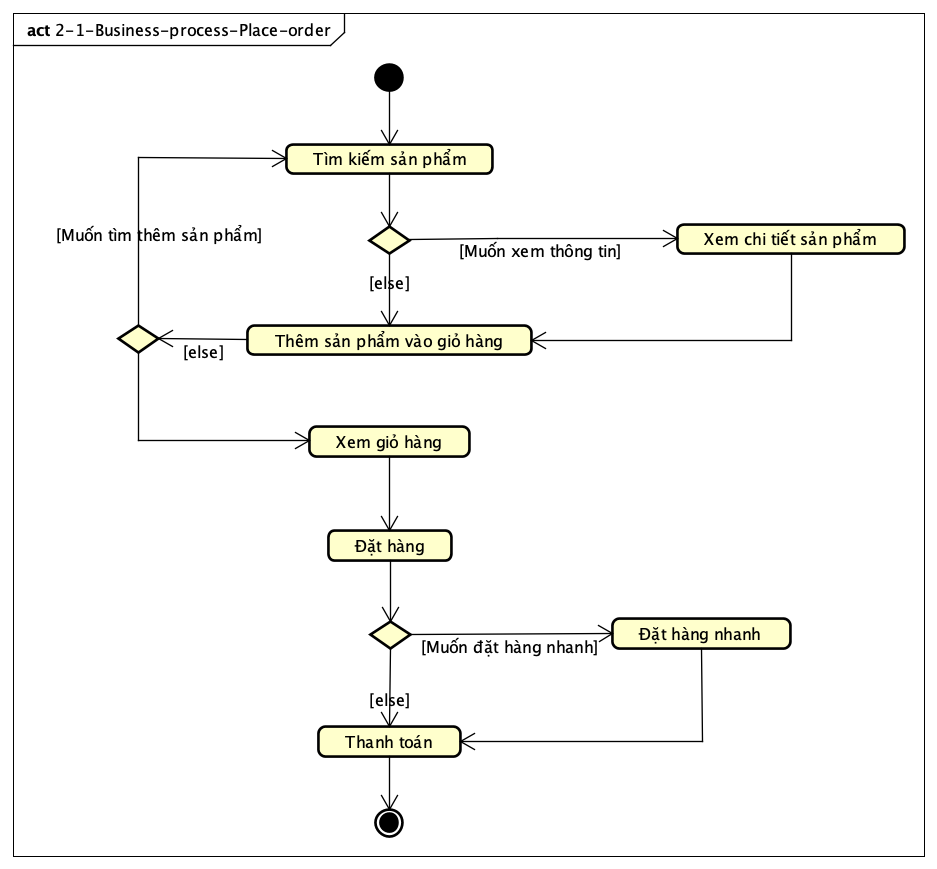 act 2-1-Business-process-Place-order
Tìm kiếm sản phẩm
[Muốn tìm thêm sản phẩm]
Xem chi tiết sản phẩm
[Muốn xem thông tin]
[else]
Thêm sản phẩm vào giỏ hàng
[else]
Xem giỏ hàng
Đặt hàng
Đặt hàng nhanh
[Muốn đặt hàng nhanh]
[else]
Thanh toán